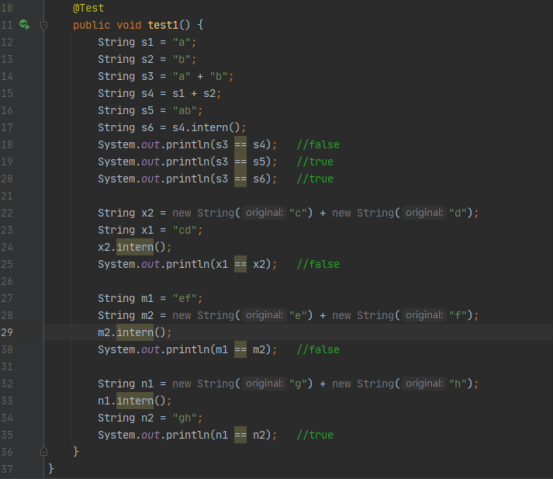 10 @Test
11 public void test1() {
12 String s1 = "a";
13 String s2 = "b";
14 String s3 = "a" + "b";
15 String s4 = s1 + s2;
16 String s5 = "ab";
17 String s6 = s4.intern();
18 System.out.println(s3 == s4); //false
19 System.out.println(s3 == s5); //true
20 System.out.println(s3 == s6); //true
21
22 String x2 = new String( original: "c") + new String( original: "d");
23 String x1 = "cd";
24 x2.intern();
25 System.out.println(x1 == x2); //false
26
27 String m1 = "ef";
28 String m2 = new String( original: "e") + new String( original: "f");
29 m2.intern();
30 System.out.println(m1 == m2); //false
31
32 String n1 = new String( original: "g") + new String( original: "h");
33 n1.intern();
34 String n2 = "gh";
35 System.out.println(n1 == n2); //true
36 }
37 }